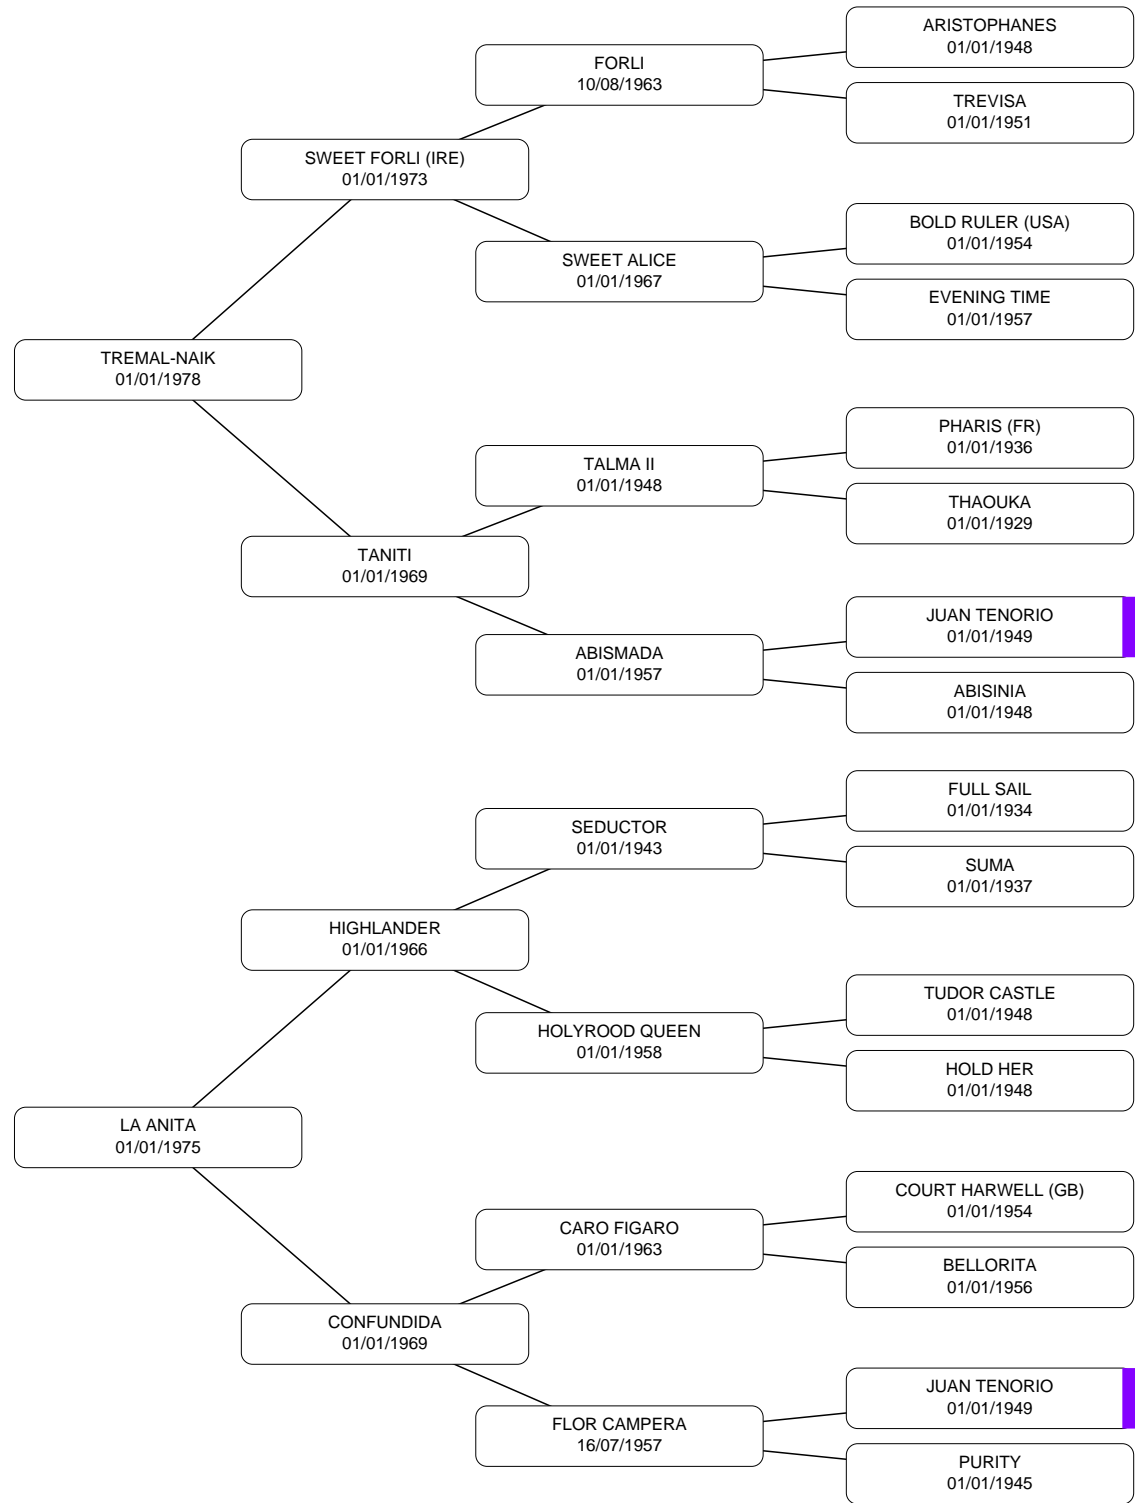 ARISTOPHANES
01/01/1948
FORLI
10/08/1963
TREVISA
01/01/1951
SWEET FORLI (IRE)
01/01/1973
BOLD RULER (USA)
01/01/1954
SWEET ALICE
01/01/1967
EVENING TIME
01/01/1957
TREMAL-NAIK
01/01/1978
PHARIS (FR)
01/01/1936
TALMA II
01/01/1948
THAOUKA
01/01/1929
TANITI
01/01/1969
JUAN TENORIO
01/01/1949
ABISMADA
01/01/1957
ABISINIA
01/01/1948
FULL SAIL
01/01/1934
SEDUCTOR
01/01/1943
SUMA
01/01/1937
HIGHLANDER
01/01/1966
TUDOR CASTLE
01/01/1948
HOLYROOD QUEEN
01/01/1958
HOLD HER
01/01/1948
LA ANITA
01/01/1975
COURT HARWELL (GB)
01/01/1954
CARO FIGARO
01/01/1963
BELLORITA
01/01/1956
CONFUNDIDA
01/01/1969
JUAN TENORIO
01/01/1949
FLOR CAMPERA
16/07/1957
PURITY
01/01/1945